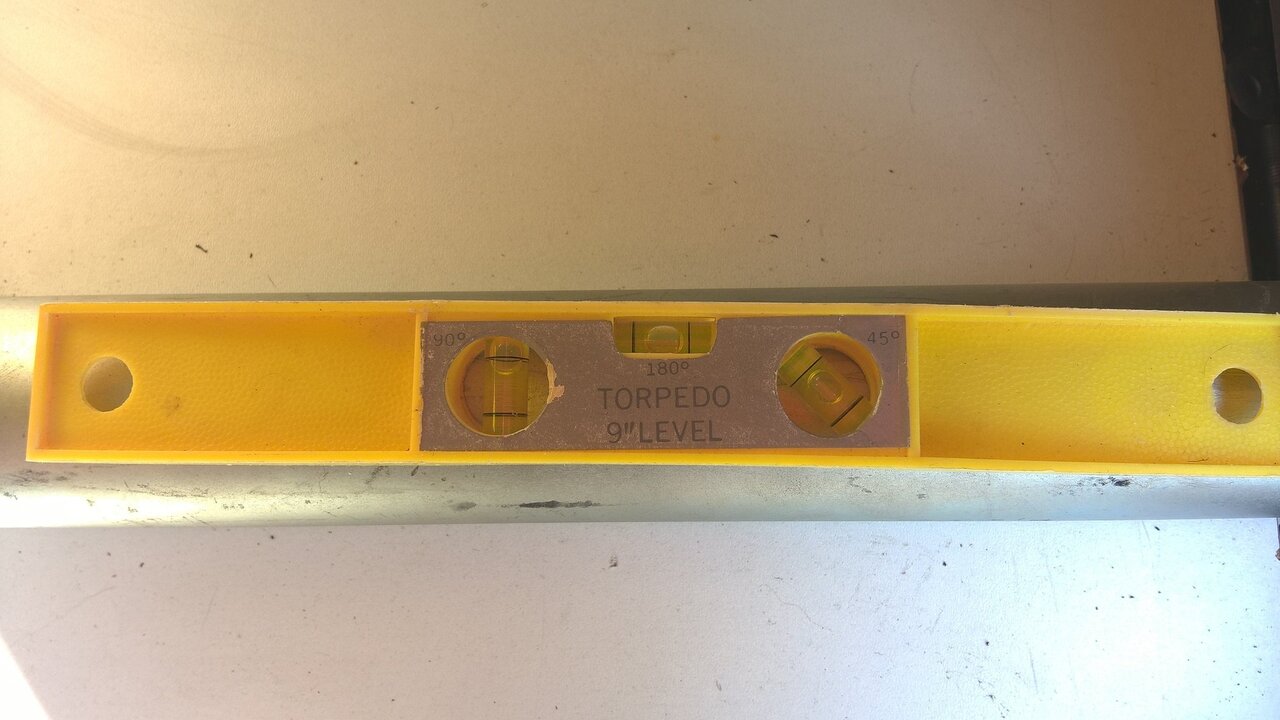 90° 45°
180°
TORPEDO
9" LEVEL